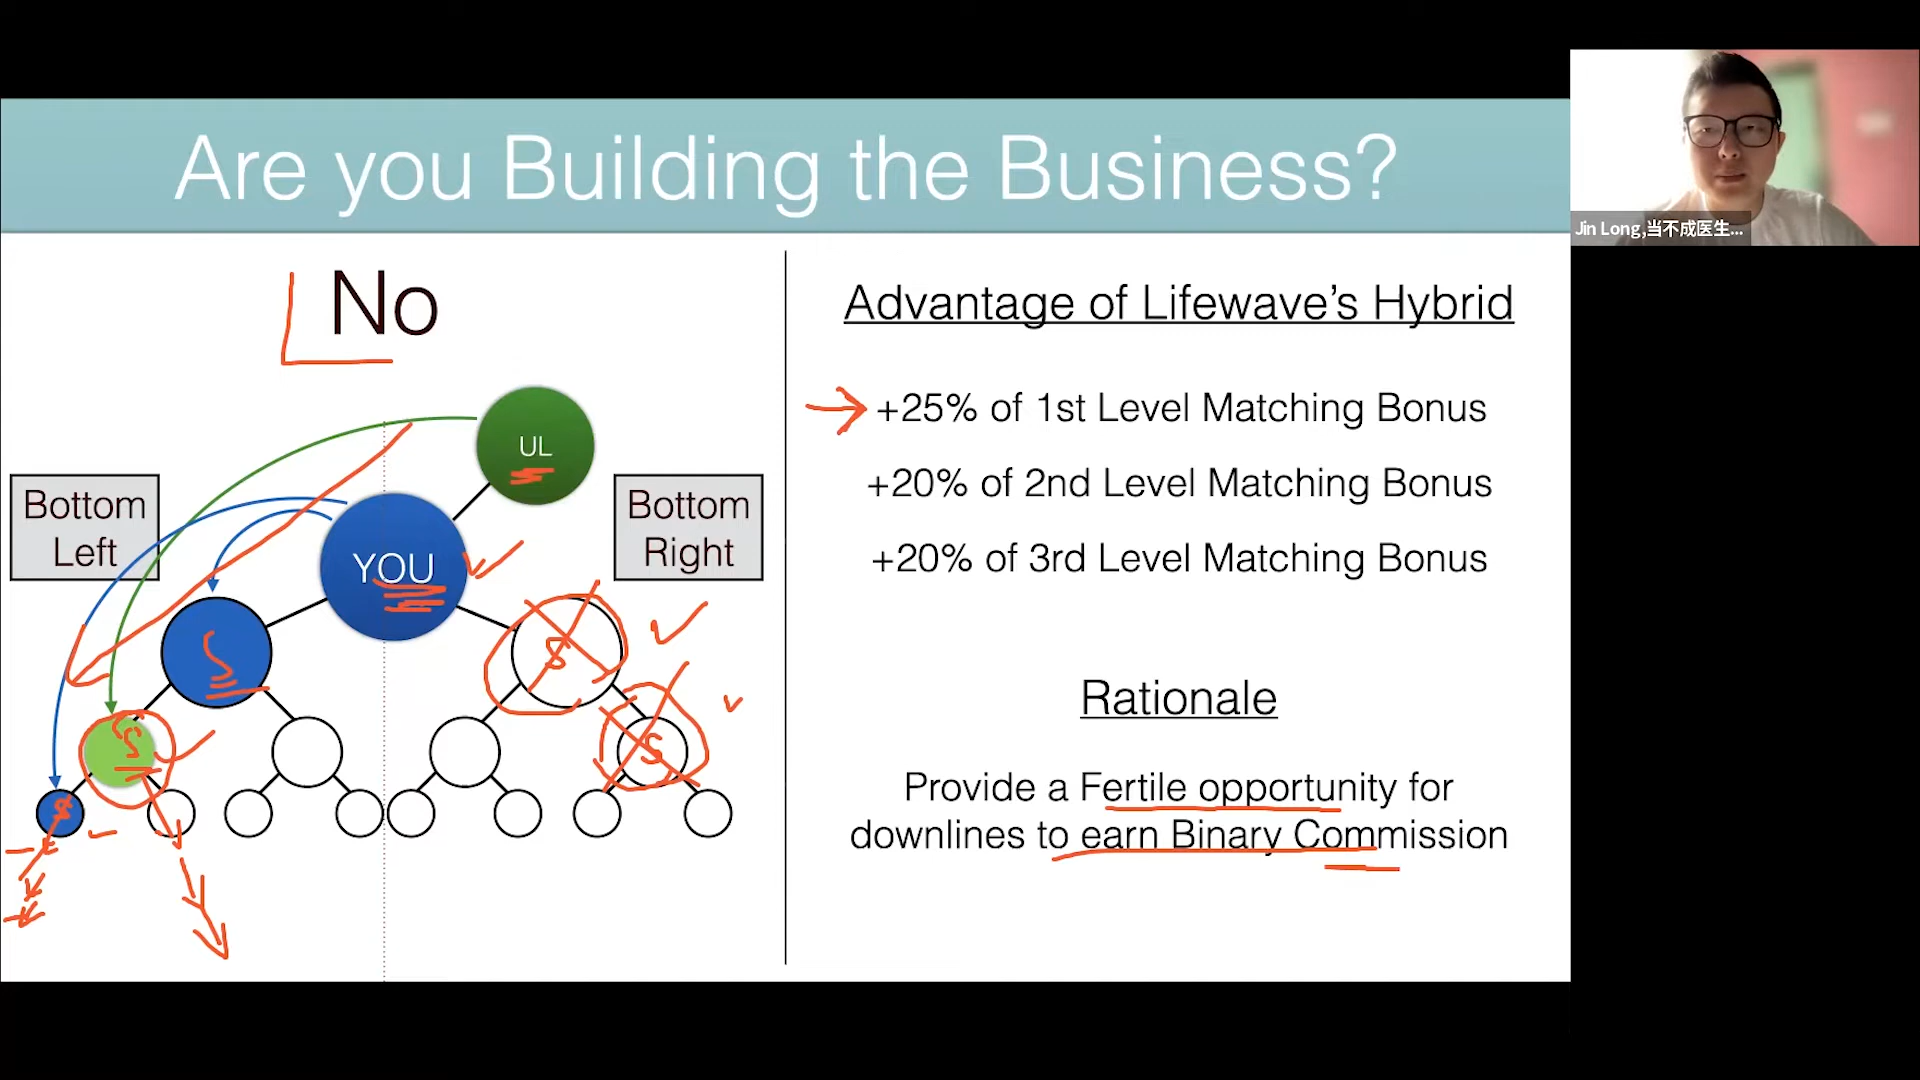 Are you Building the Business?
Jin Long,当不成医生...
No
UL
Bottom
Left
YOU
Bottom
Right
S
S
S
S
$
Advantage of Lifewave's Hybrid
+25% of 1st Level Matching Bonus
+20% of 2nd Level Matching Bonus
+20% of 3rd Level Matching Bonus
Rationale
Provide a Fertile opportunity for
downlines to earn Binary Commission